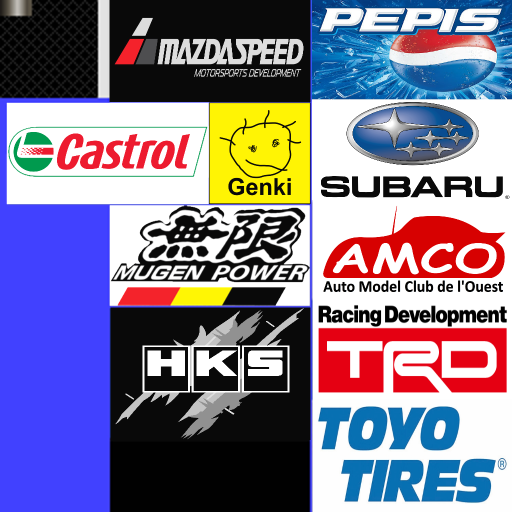 MAZDASPEED
MOTORSPORTS DEVELOPMENT
PEPIS
Castrol
Genki
SUBARU®
無限
MUGEN POWER
AMCO
Auto Model Club de l'Ouest
HKS
Racing Development
TRD
TOYO
TIRES®